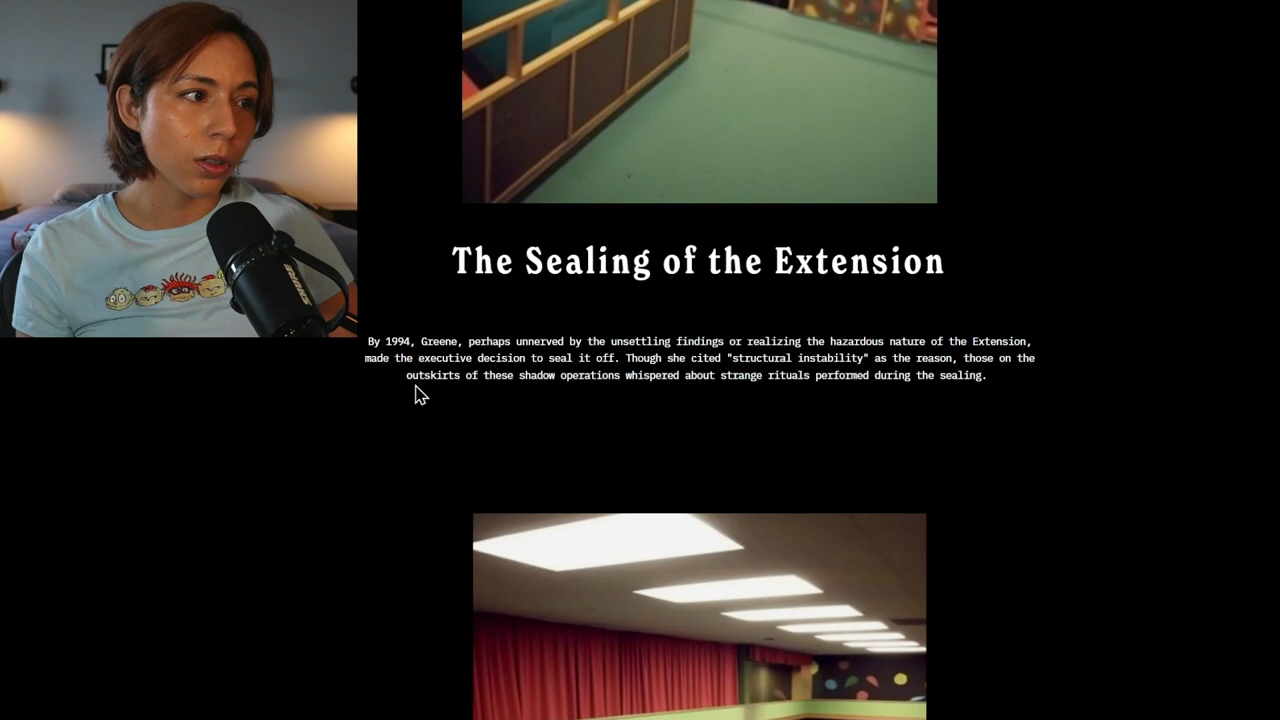 The Sealing of the Extension
By 1994, Greene, perhaps unnerved by the unsettling findings or realizing the hazardous nature of the Extension,
made the executive decision to seal it off. Though she cited "structural instability" as the reason, those on the
outskirts of these shadow operations whispered about strange rituals performed during the sealing.
SHURE